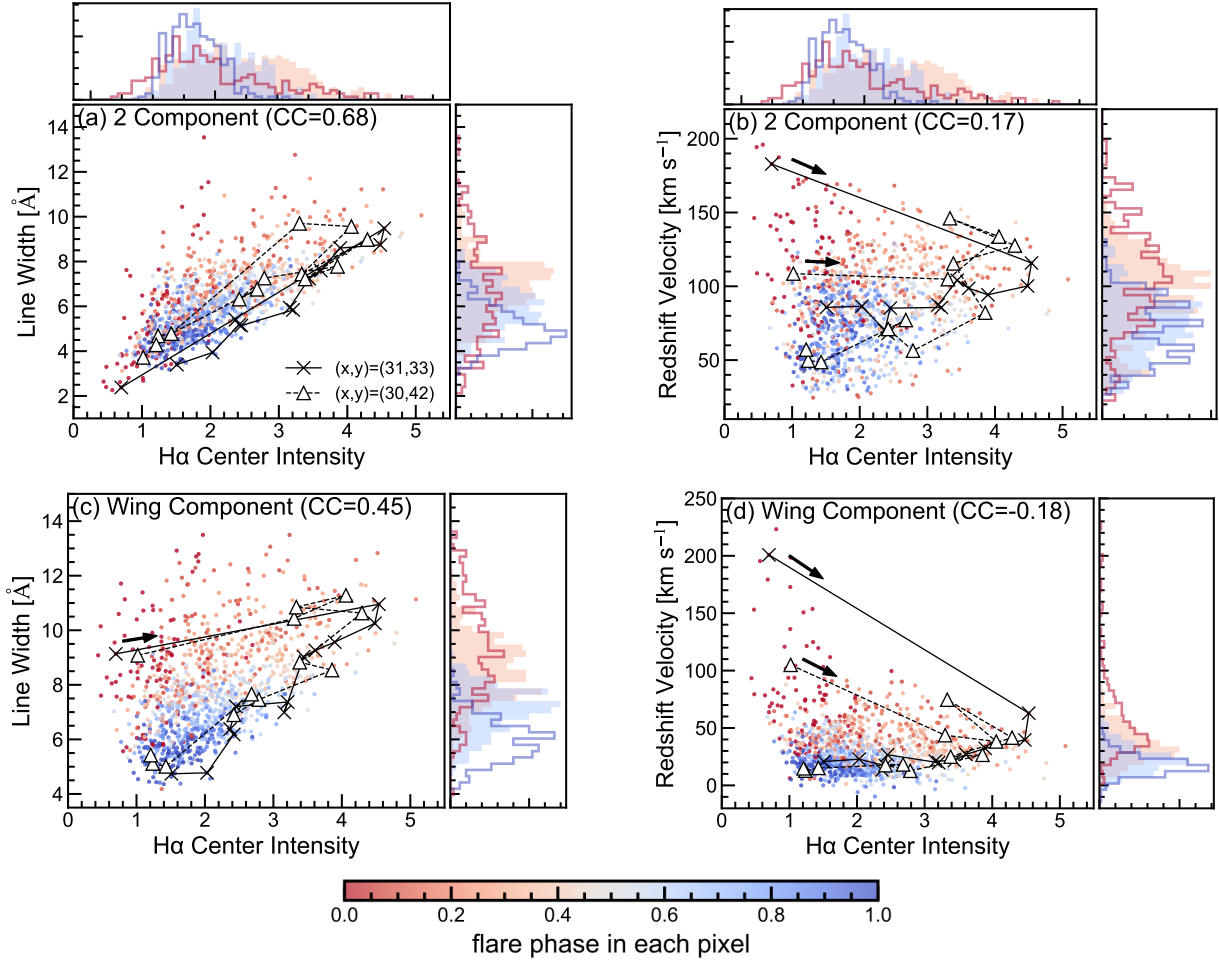 (a) 2 Component (CC=0.68)
Line Width [Å]
14
12
10
8
6
4
2
(x,y)=(31,33)
(x,y)=(30,42)
0 1 2 3 4 5
Hα Center Intensity
(b) 2 Component (CC=0.17)
Redshift Velocity [km s⁻¹]
200
150
100
50
0 1 2 3 4 5
Hα Center Intensity
(c) Wing Component (CC=0.45)
Line Width [Å]
14
12
10
8
6
4
0 1 2 3 4 5
Hα Center Intensity
(d) Wing Component (CC=-0.18)
Redshift Velocity [km s⁻¹]
250
200
150
100
50
0
0 1 2 3 4 5
Hα Center Intensity
0.0 0.2 0.4 0.6 0.8 1.0
flare phase in each pixel